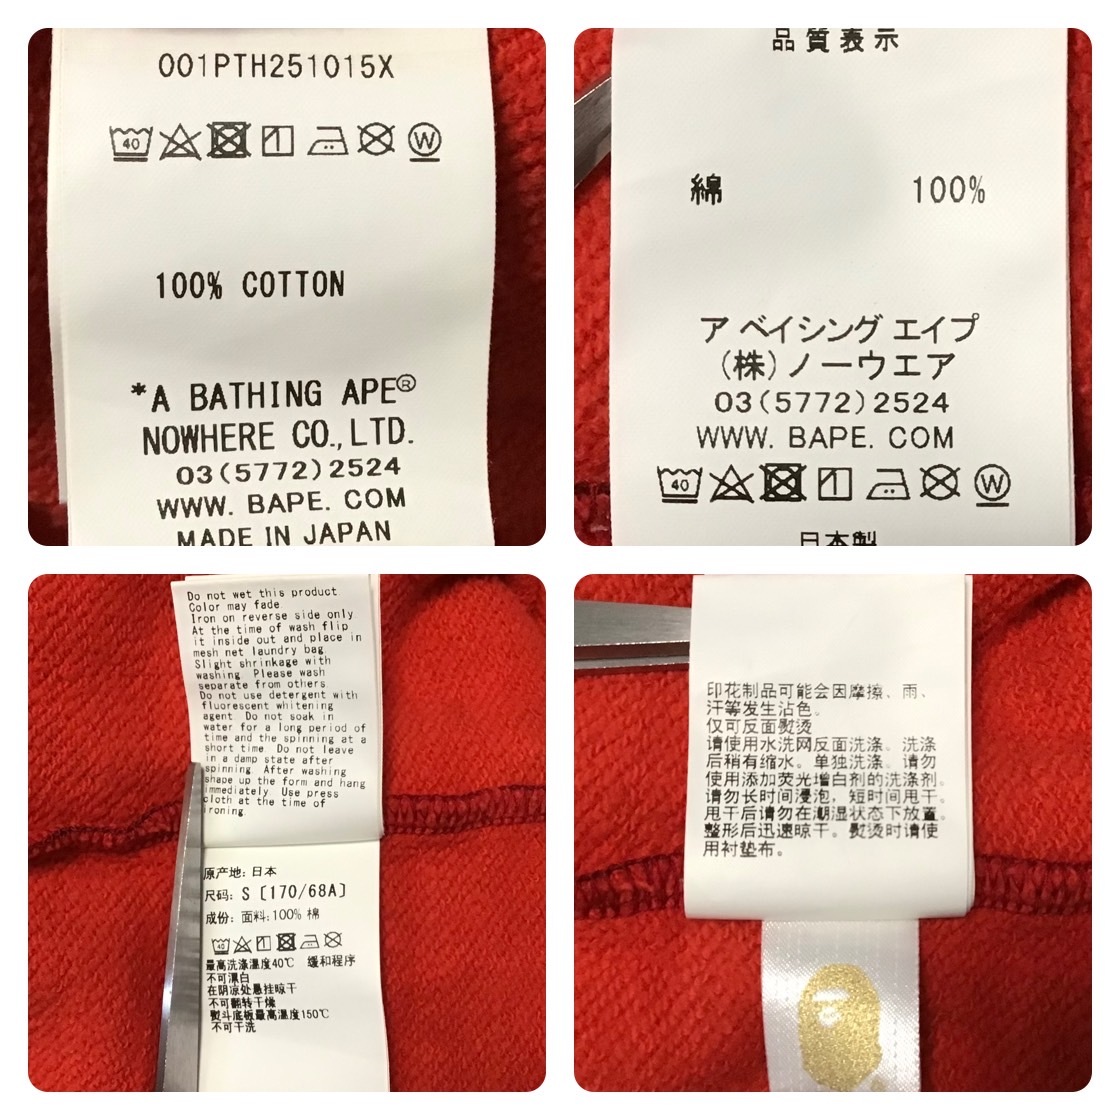 001PTH251015X
40
W
100% COTTON
*A BATHING APE®
NOWHERE CO.,LTD.
03(5772)2524
WWW. BAPE. COM
MADE IN JAPAN
品質表示
綿 100%
ア ベイシング エイプ
(株)ノーウエア
03(5772)2524
WWW. BAPE. COM
40
W
日本製
Do not wet this product
Color may fade
Iron on reverse side only
At the time of wash flip
it inside out and place in
mesh net laundry bag
Slight shrinkage with
washing. Please wash
separate from others
Do not use detergent with
fluorescent whitening
agent. Do not soak in
water for a long period of
time and the spinning at a
short time. Do not leave
in a damp state after
spinning. After washing
shape up the form and hang
immediately. Use press
cloth at the time of
ironing
原产地: 日本
尺码: S [170/68A]
成份: 面料:100% 棉
40
最高洗涤温度40℃ 缓和程序
不可漂白
在阴凉处悬挂晾干
不可翻转干燥
熨斗底板最高温度150℃
不可干洗
印花制品可能会因摩擦、雨、
汗等发生沾色。
仅可反面熨烫
请使用水洗网反面洗涤。洗涤
后稍有缩水。单独洗涤。请勿
使用添加荧光增白剂的洗涤剂。
请勿长时间浸泡，短时间甩干。
甩干后请勿在潮湿状态下放置。
整形后迅速晾干。熨烫时请使
用衬垫布。